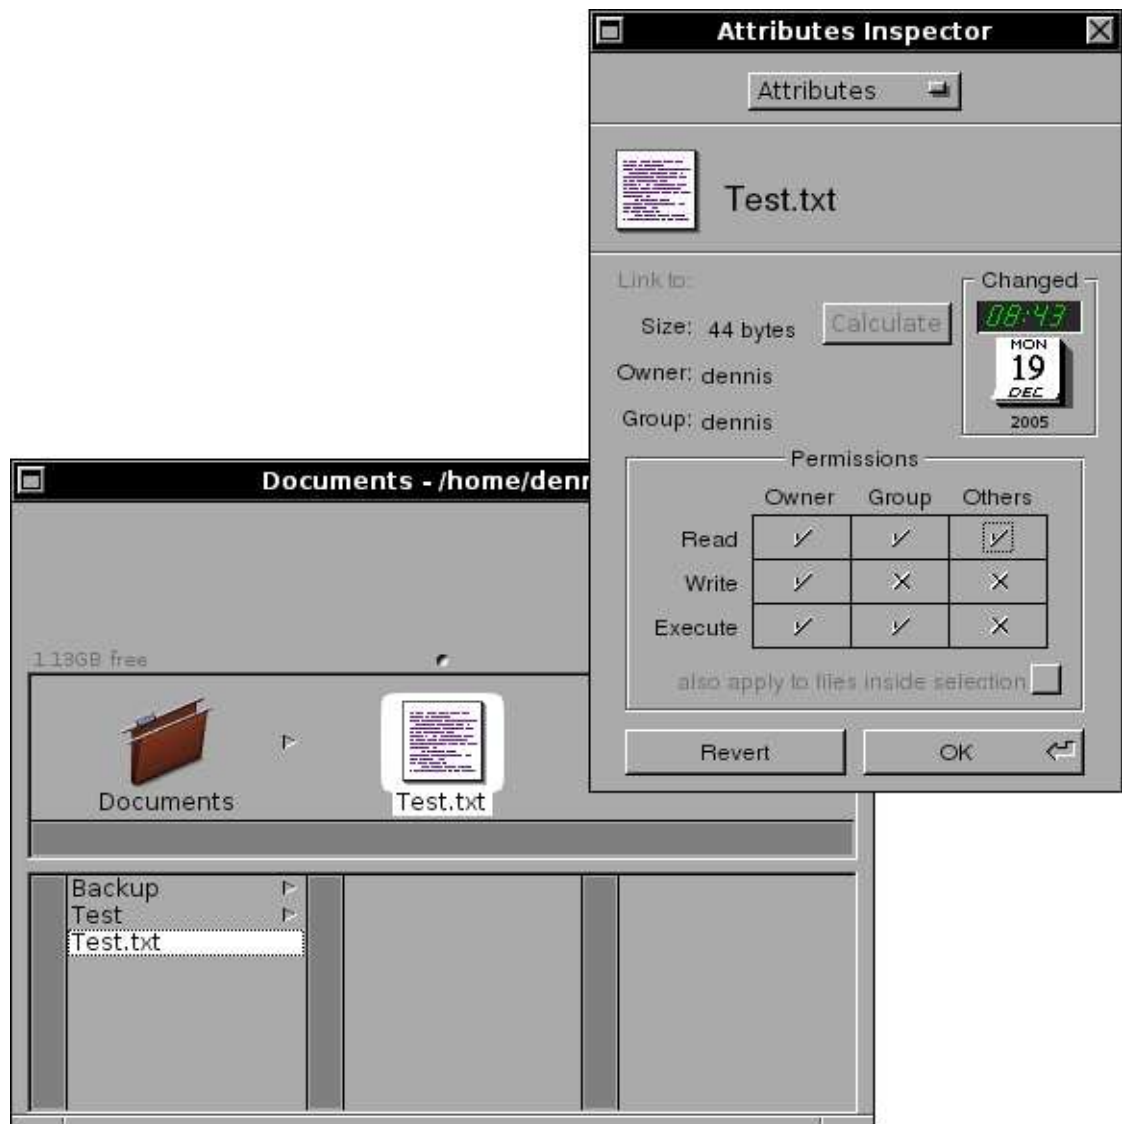 Attributes Inspector
Attributes
Test.txt
Link to:
Size: 44 bytes
Calculate
Owner: dennis
Group: dennis
Changed
08:43
MON
19
DEC
2005
Permissions
Owner Group Others
Read
Write
Execute
also apply to files inside selection
Revert
OK
Documents - /home/denn
1.13GB free
Documents
Test.txt
Backup
Test
Test.txt